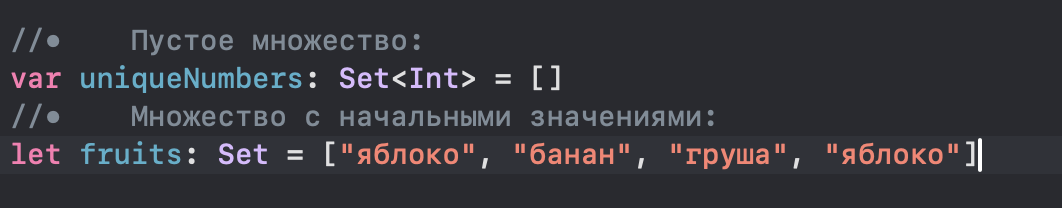 //•   Пустое множество:
var uniqueNumbers: Set<Int> = []
//•   Множество с начальными значениями:
let fruits: Set = ["яблоко", "банан", "груша", "яблоко"]